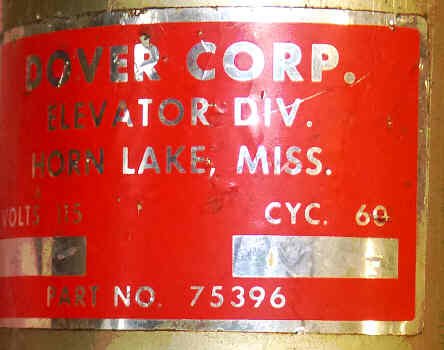 DOVER CORP.
ELEVATOR DIV.
HORN LAKE, MISS.
VOLTS 115 CYC. 60
PART NO. 75396